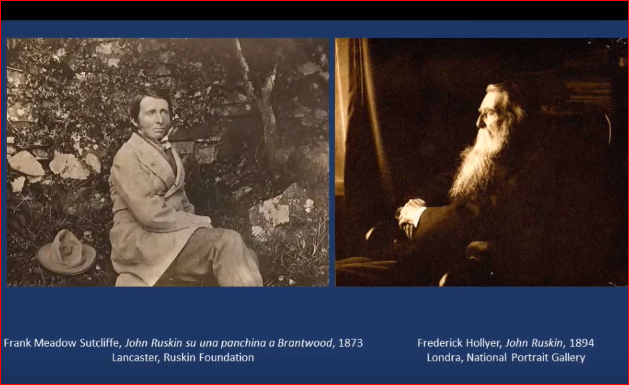 Frank Meadow Sutcliffe, John Ruskin su una panchina a Brantwood, 1873
Lancaster, Ruskin Foundation
Frederick Hollyer, John Ruskin, 1894
Londra, National Portrait Gallery